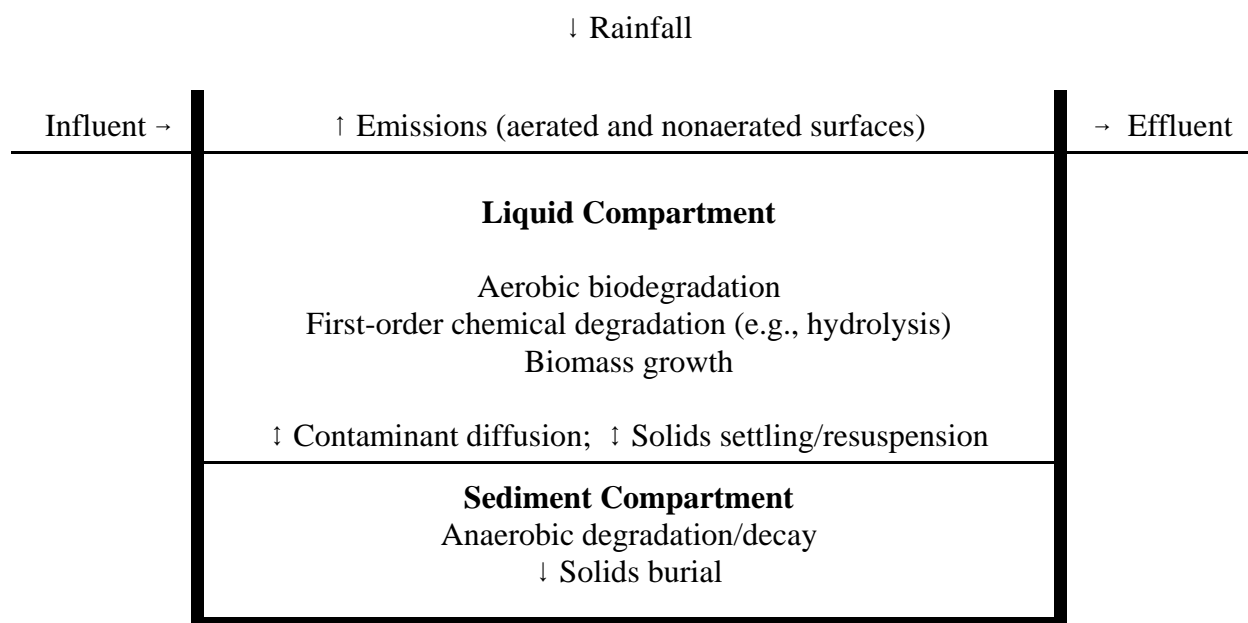 ↓ Rainfall
Influent → ↑ Emissions (aerated and nonaerated surfaces) → Effluent
Liquid Compartment
Aerobic biodegradation
First-order chemical degradation (e.g., hydrolysis)
Biomass growth
↕ Contaminant diffusion; ↕ Solids settling/resuspension
Sediment Compartment
Anaerobic degradation/decay
↓ Solids burial